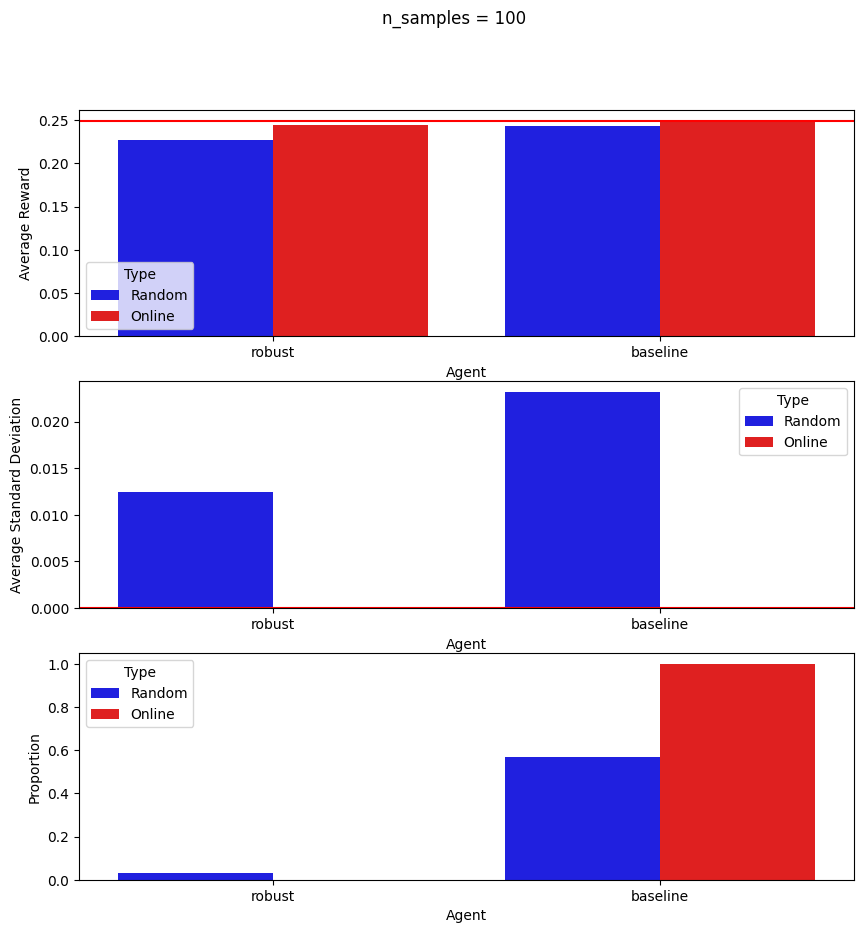 n_samples = 100
0.25
0.20
0.15
0.10
0.05
0.00
Average Reward
Type
Random
Online
robust
baseline
Agent
0.020
0.015
0.010
0.005
0.000
Average Standard Deviation
Type
Random
Online
robust
baseline
Agent
1.0
0.8
0.6
0.4
0.2
0.0
Proportion
Type
Random
Online
robust
baseline
Agent